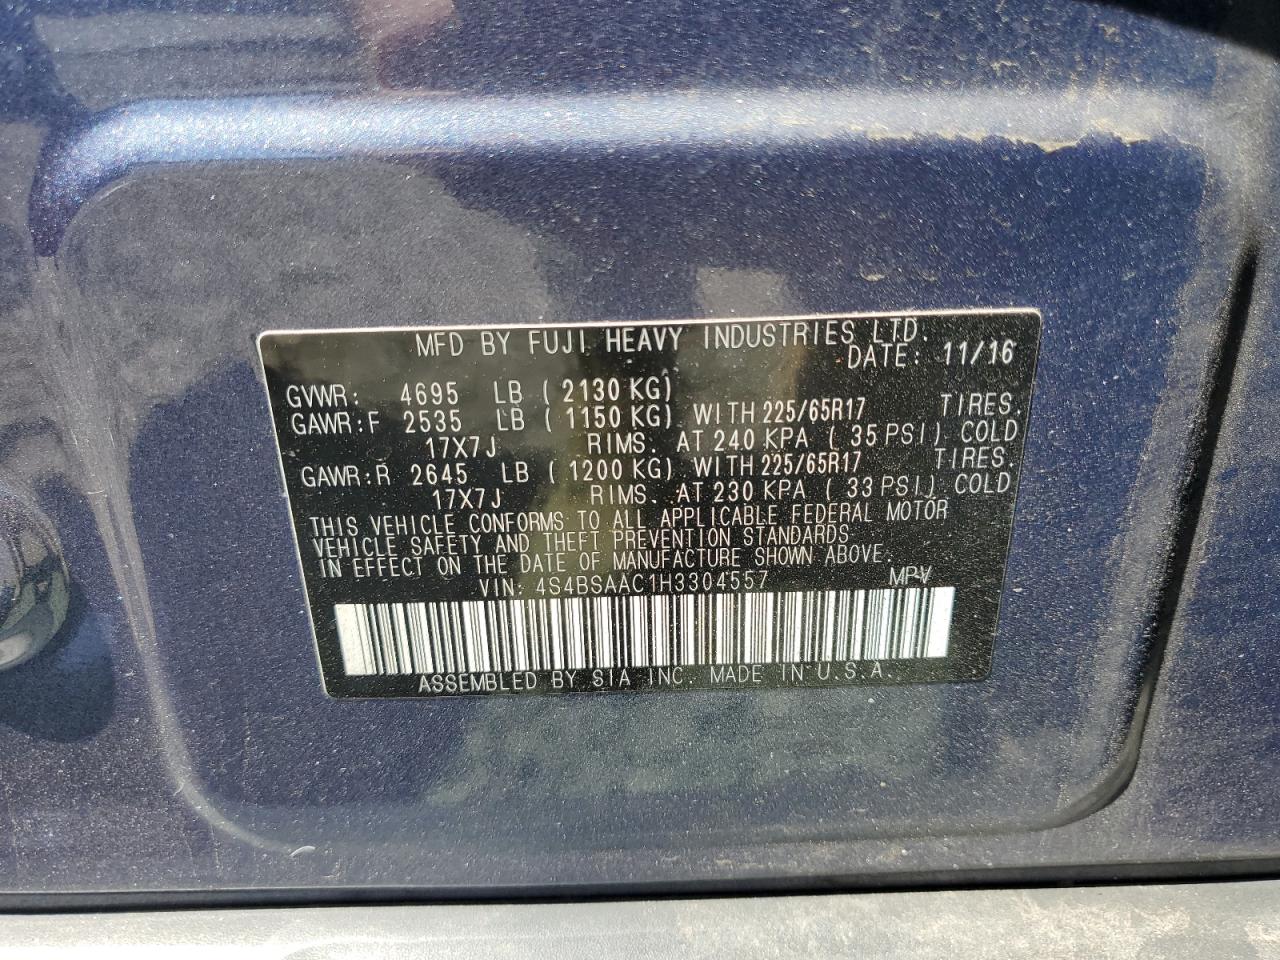 MFD BY FUJI HEAVY INDUSTRIES LTD.
DATE: 11/16
GVWR: 4695 LB ( 2130 KG)
GAWR:F 2535 LB ( 1150 KG) WITH 225/65R17 TIRES.
17X7J RIMS. AT 240 KPA ( 35 PSI) COLD
GAWR:R 2645 LB ( 1200 KG) WITH 225/65R17 TIRES.
17X7J RIMS. AT 230 KPA ( 33 PSI) COLD
THIS VEHICLE CONFORMS TO ALL APPLICABLE FEDERAL MOTOR
VEHICLE SAFETY AND THEFT PREVENTION STANDARDS
IN EFFECT ON THE DATE OF MANUFACTURE SHOWN ABOVE.
VIN: 4S4BSAAC1H3304557 MPV
ASSEMBLED BY SIA INC. MADE IN U.S.A.